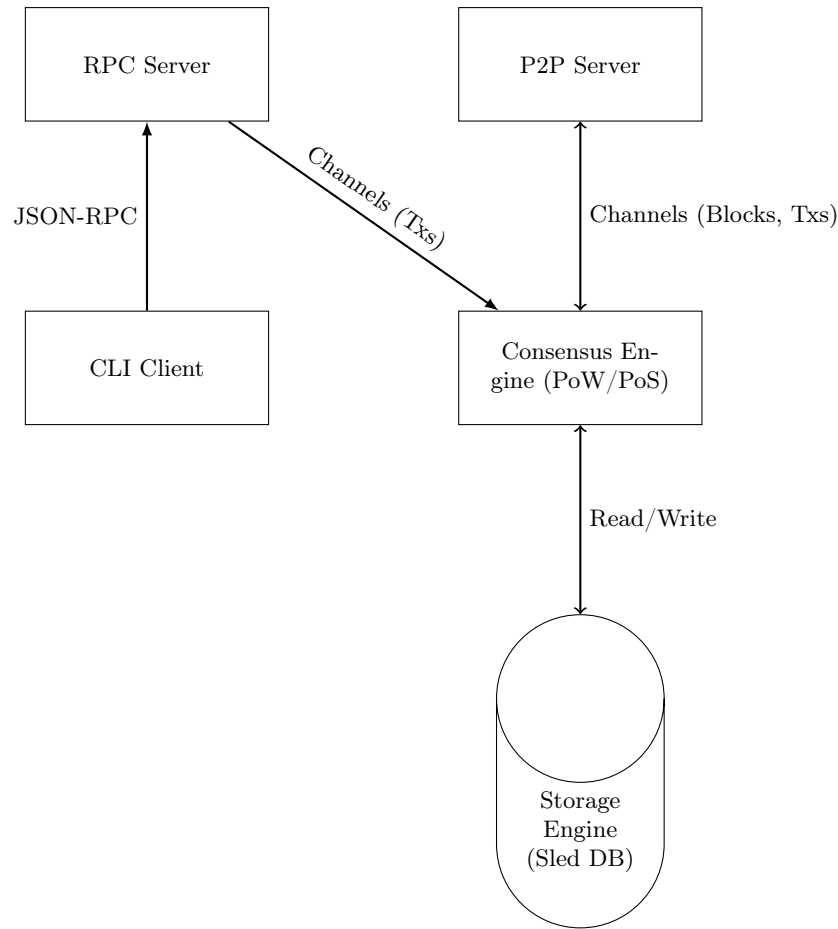 RPC Server
P2P Server
Channels (Txs)
JSON-RPC
Channels (Blocks, Txs)
CLI Client
Consensus En-
gine (PoW/PoS)
Read/Write
Storage
Engine
(Sled DB)